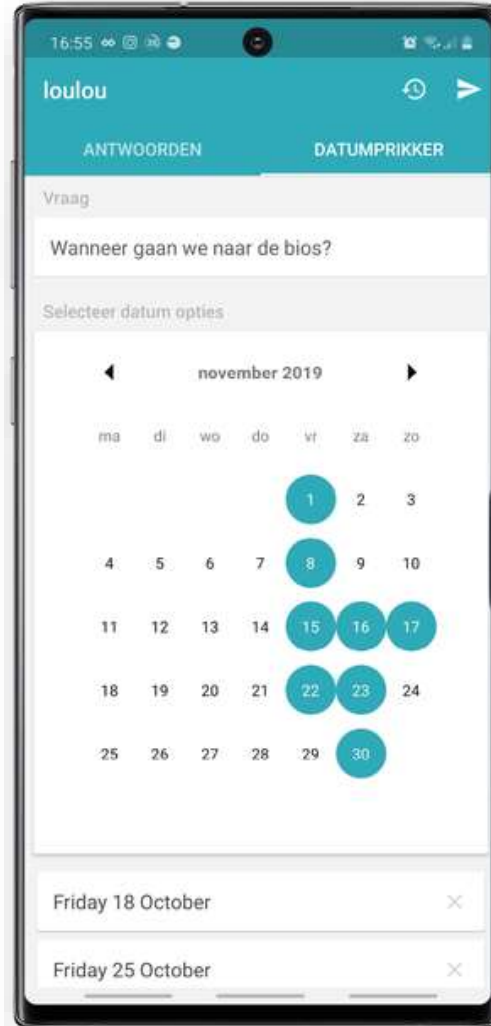 16:55
loulou
ANTWOORDEN DATUMPRIKKER
Vraag
Wanneer gaan we naar de bios?
Selecteer datum opties
november 2019
ma di wo do vr za zo
1 2 3
4 5 6 7 8 9 10
11 12 13 14 15 16 17
18 19 20 21 22 23 24
25 26 27 28 29 30
Friday 18 October
Friday 25 October